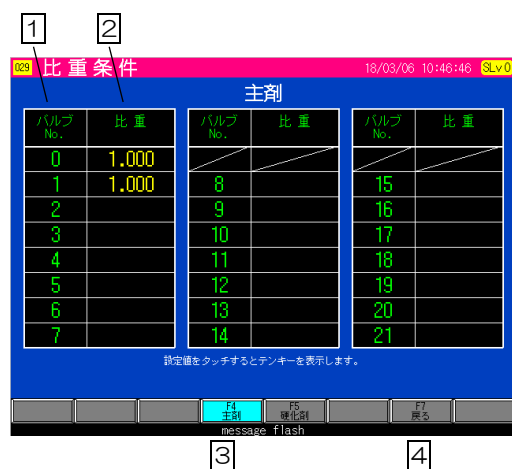 1 2
029 比重条件 18/03/06 10:46:46 SLv0
主剤
バルブ No. 比重 バルブ No. 比重 バルブ No. 比重
0 1.000
1 1.000 8 15
2 9 16
3 10 17
4 11 18
5 12 19
6 13 20
7 14 21
設定値をタッチするとテンキーを表示します。
F4 F5 F7
主剤 硬化剤 戻る
message flash
3 4